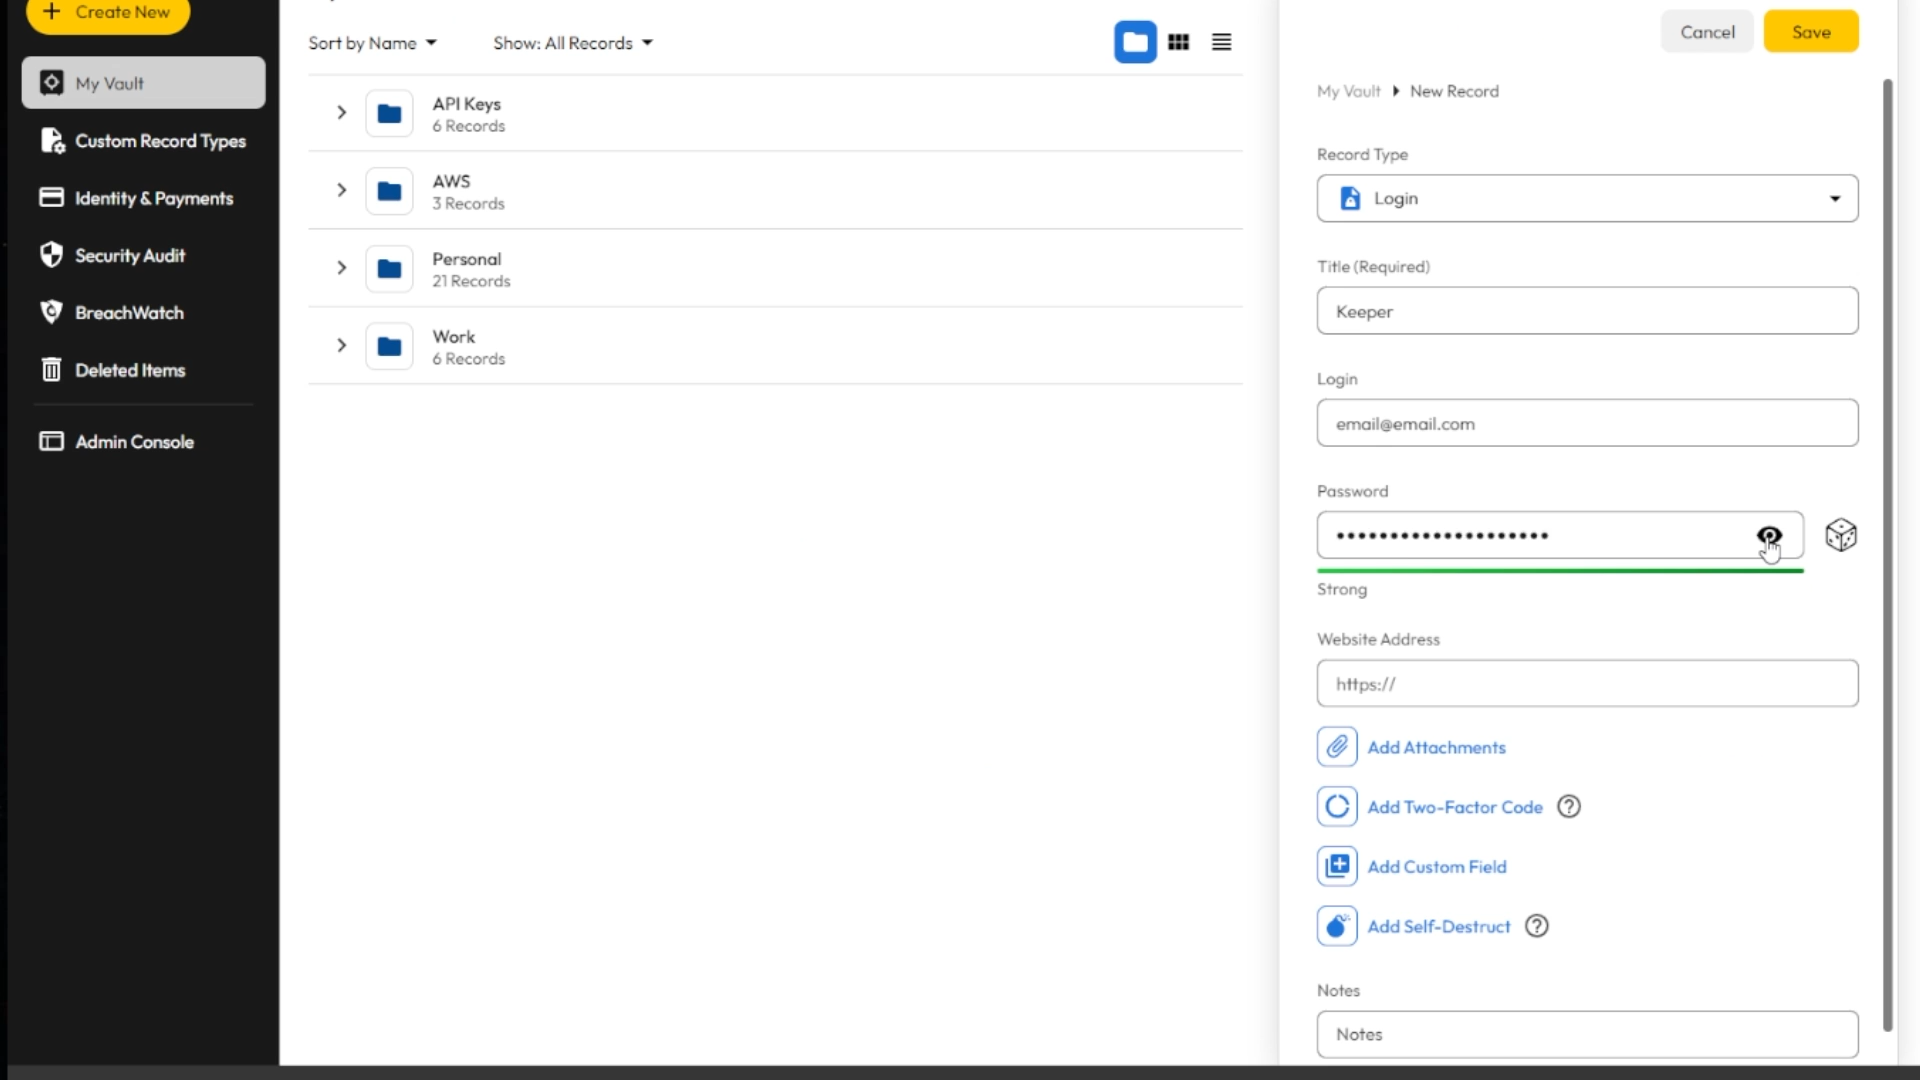 Create New
My Vault
Custom Record Types
Identity & Payments
Security Audit
BreachWatch
Deleted Items
Admin Console
Sort by Name
Show: All Records
API Keys
6 Records
AWS
3 Records
Personal
21 Records
Work
6 Records
Cancel
Save
My Vault
New Record
Record Type
Login
Title (Required)
Keeper
Login
email@email.com
Password
••••••••••••••••••••
Strong
Website Address
https://
Add Attachments
Add Two-Factor Code
Add Custom Field
Add Self-Destruct
Notes
Notes